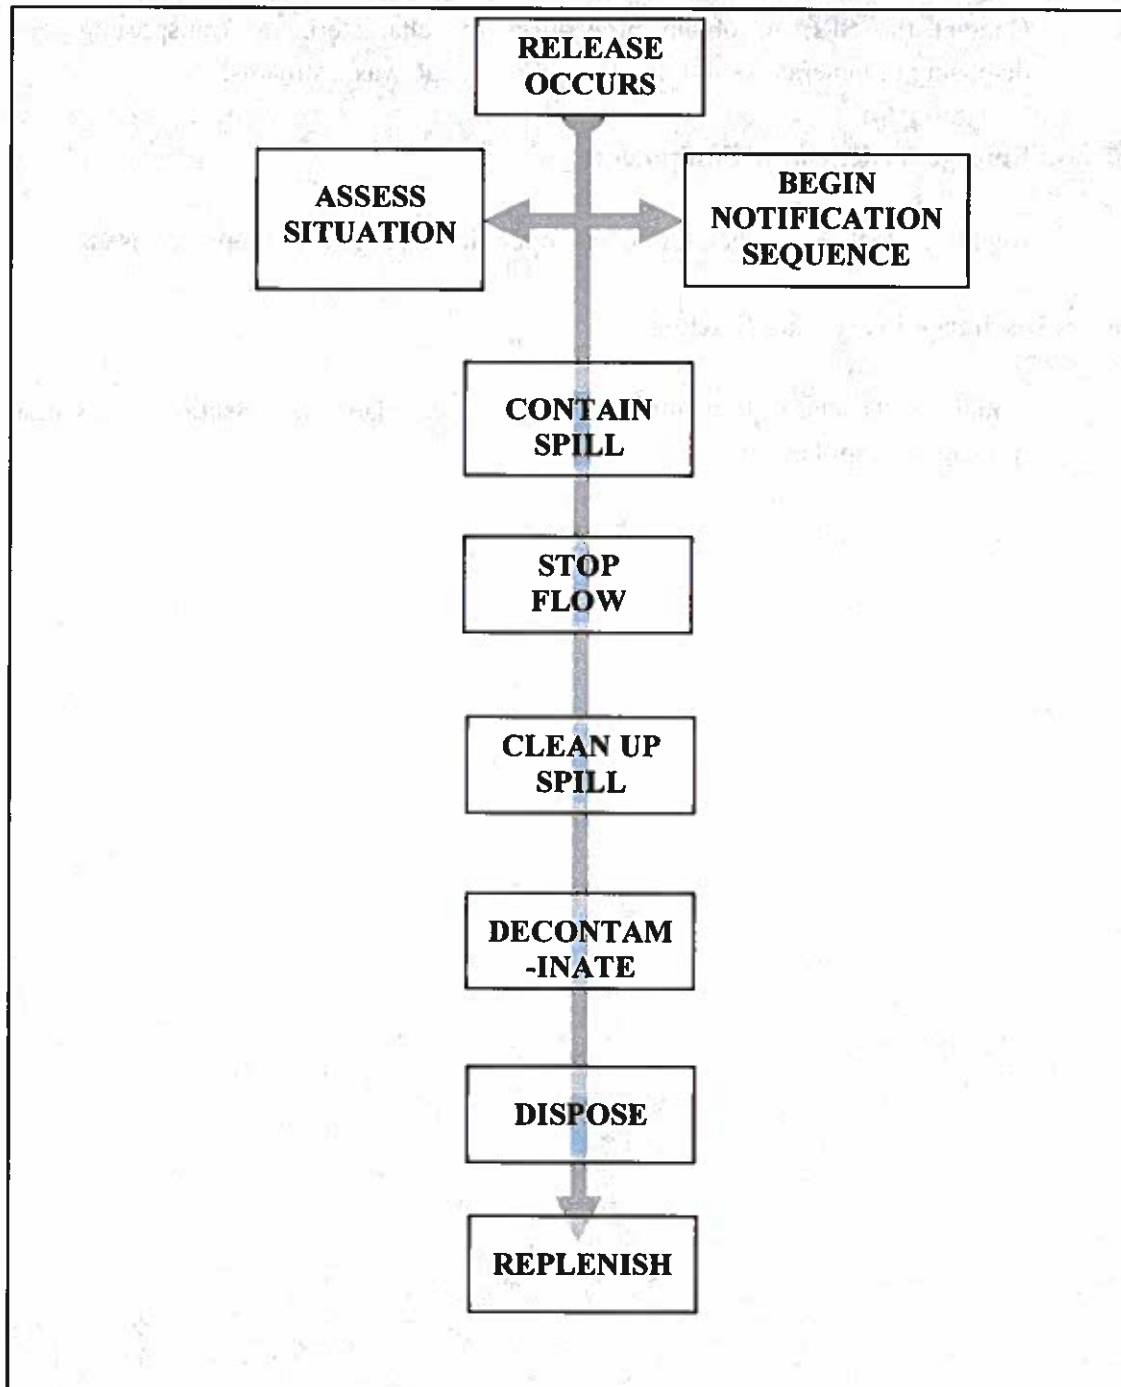 RELEASE
OCCURS
ASSESS
SITUATION
BEGIN
NOTIFICATION
SEQUENCE
CONTAIN
SPILL
STOP
FLOW
CLEAN UP
SPILL
DECONTAM
-INATE
DISPOSE
REPLENISH